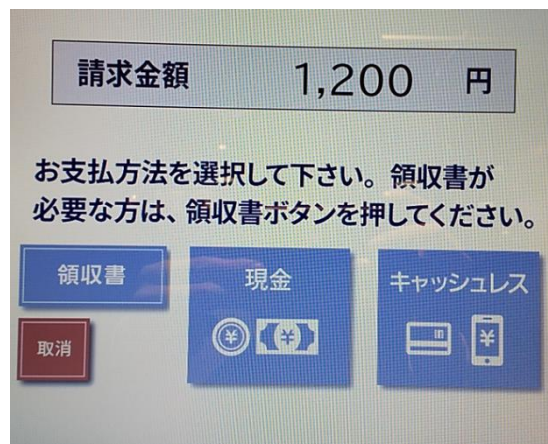 請求金額 1,200 円
お支払方法を選択して下さい。領収書が
必要な方は、領収書ボタンを押してください。
領収書
現金
キャッシュレス
取消